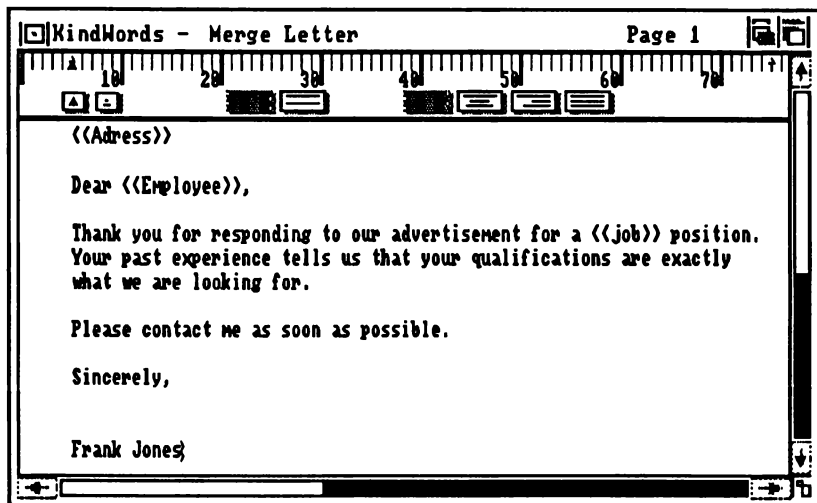 KindWords - Merge Letter Page 1
10 20 30 40 50 60 70
<<Adress>>
Dear <<Employee>>,
Thank you for responding to our advertisement for a <<job>> position.
Your past experience tells us that your qualifications are exactly
what we are looking for.
Please contact me as soon as possible.
Sincerely,
Frank Jones